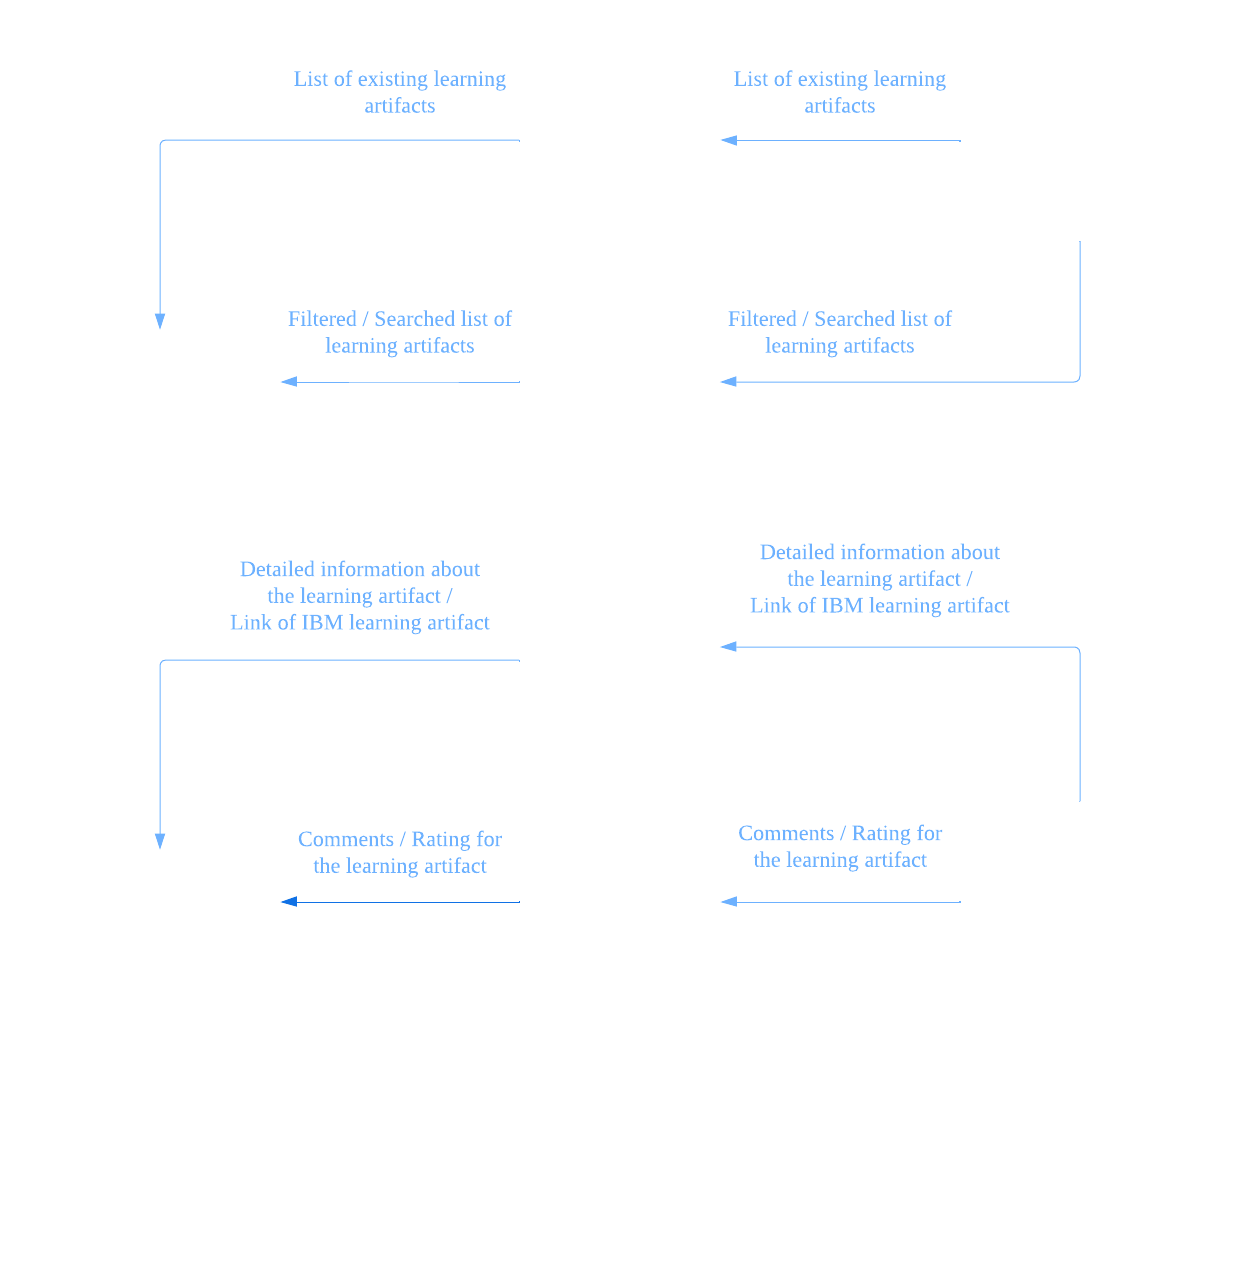 List of existing learning
artifacts
List of existing learning
artifacts
Filtered / Searched list of
learning artifacts
Filtered / Searched list of
learning artifacts
Detailed information about
the learning artifact /
Link of IBM learning artifact
Detailed information about
the learning artifact /
Link of IBM learning artifact
Comments / Rating for
the learning artifact
Comments / Rating for
the learning artifact